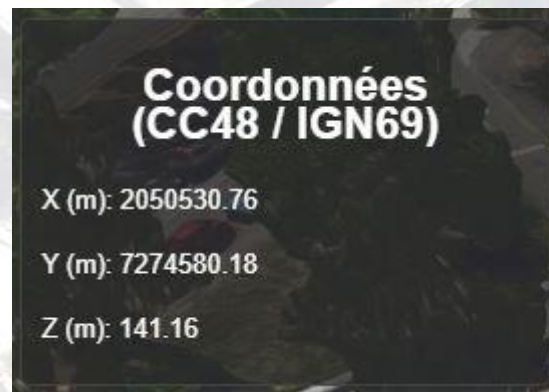 Coordonnées
(CC48 / IGN69)
X (m): 2050530.76
Y (m): 7274580.18
Z (m): 141.16